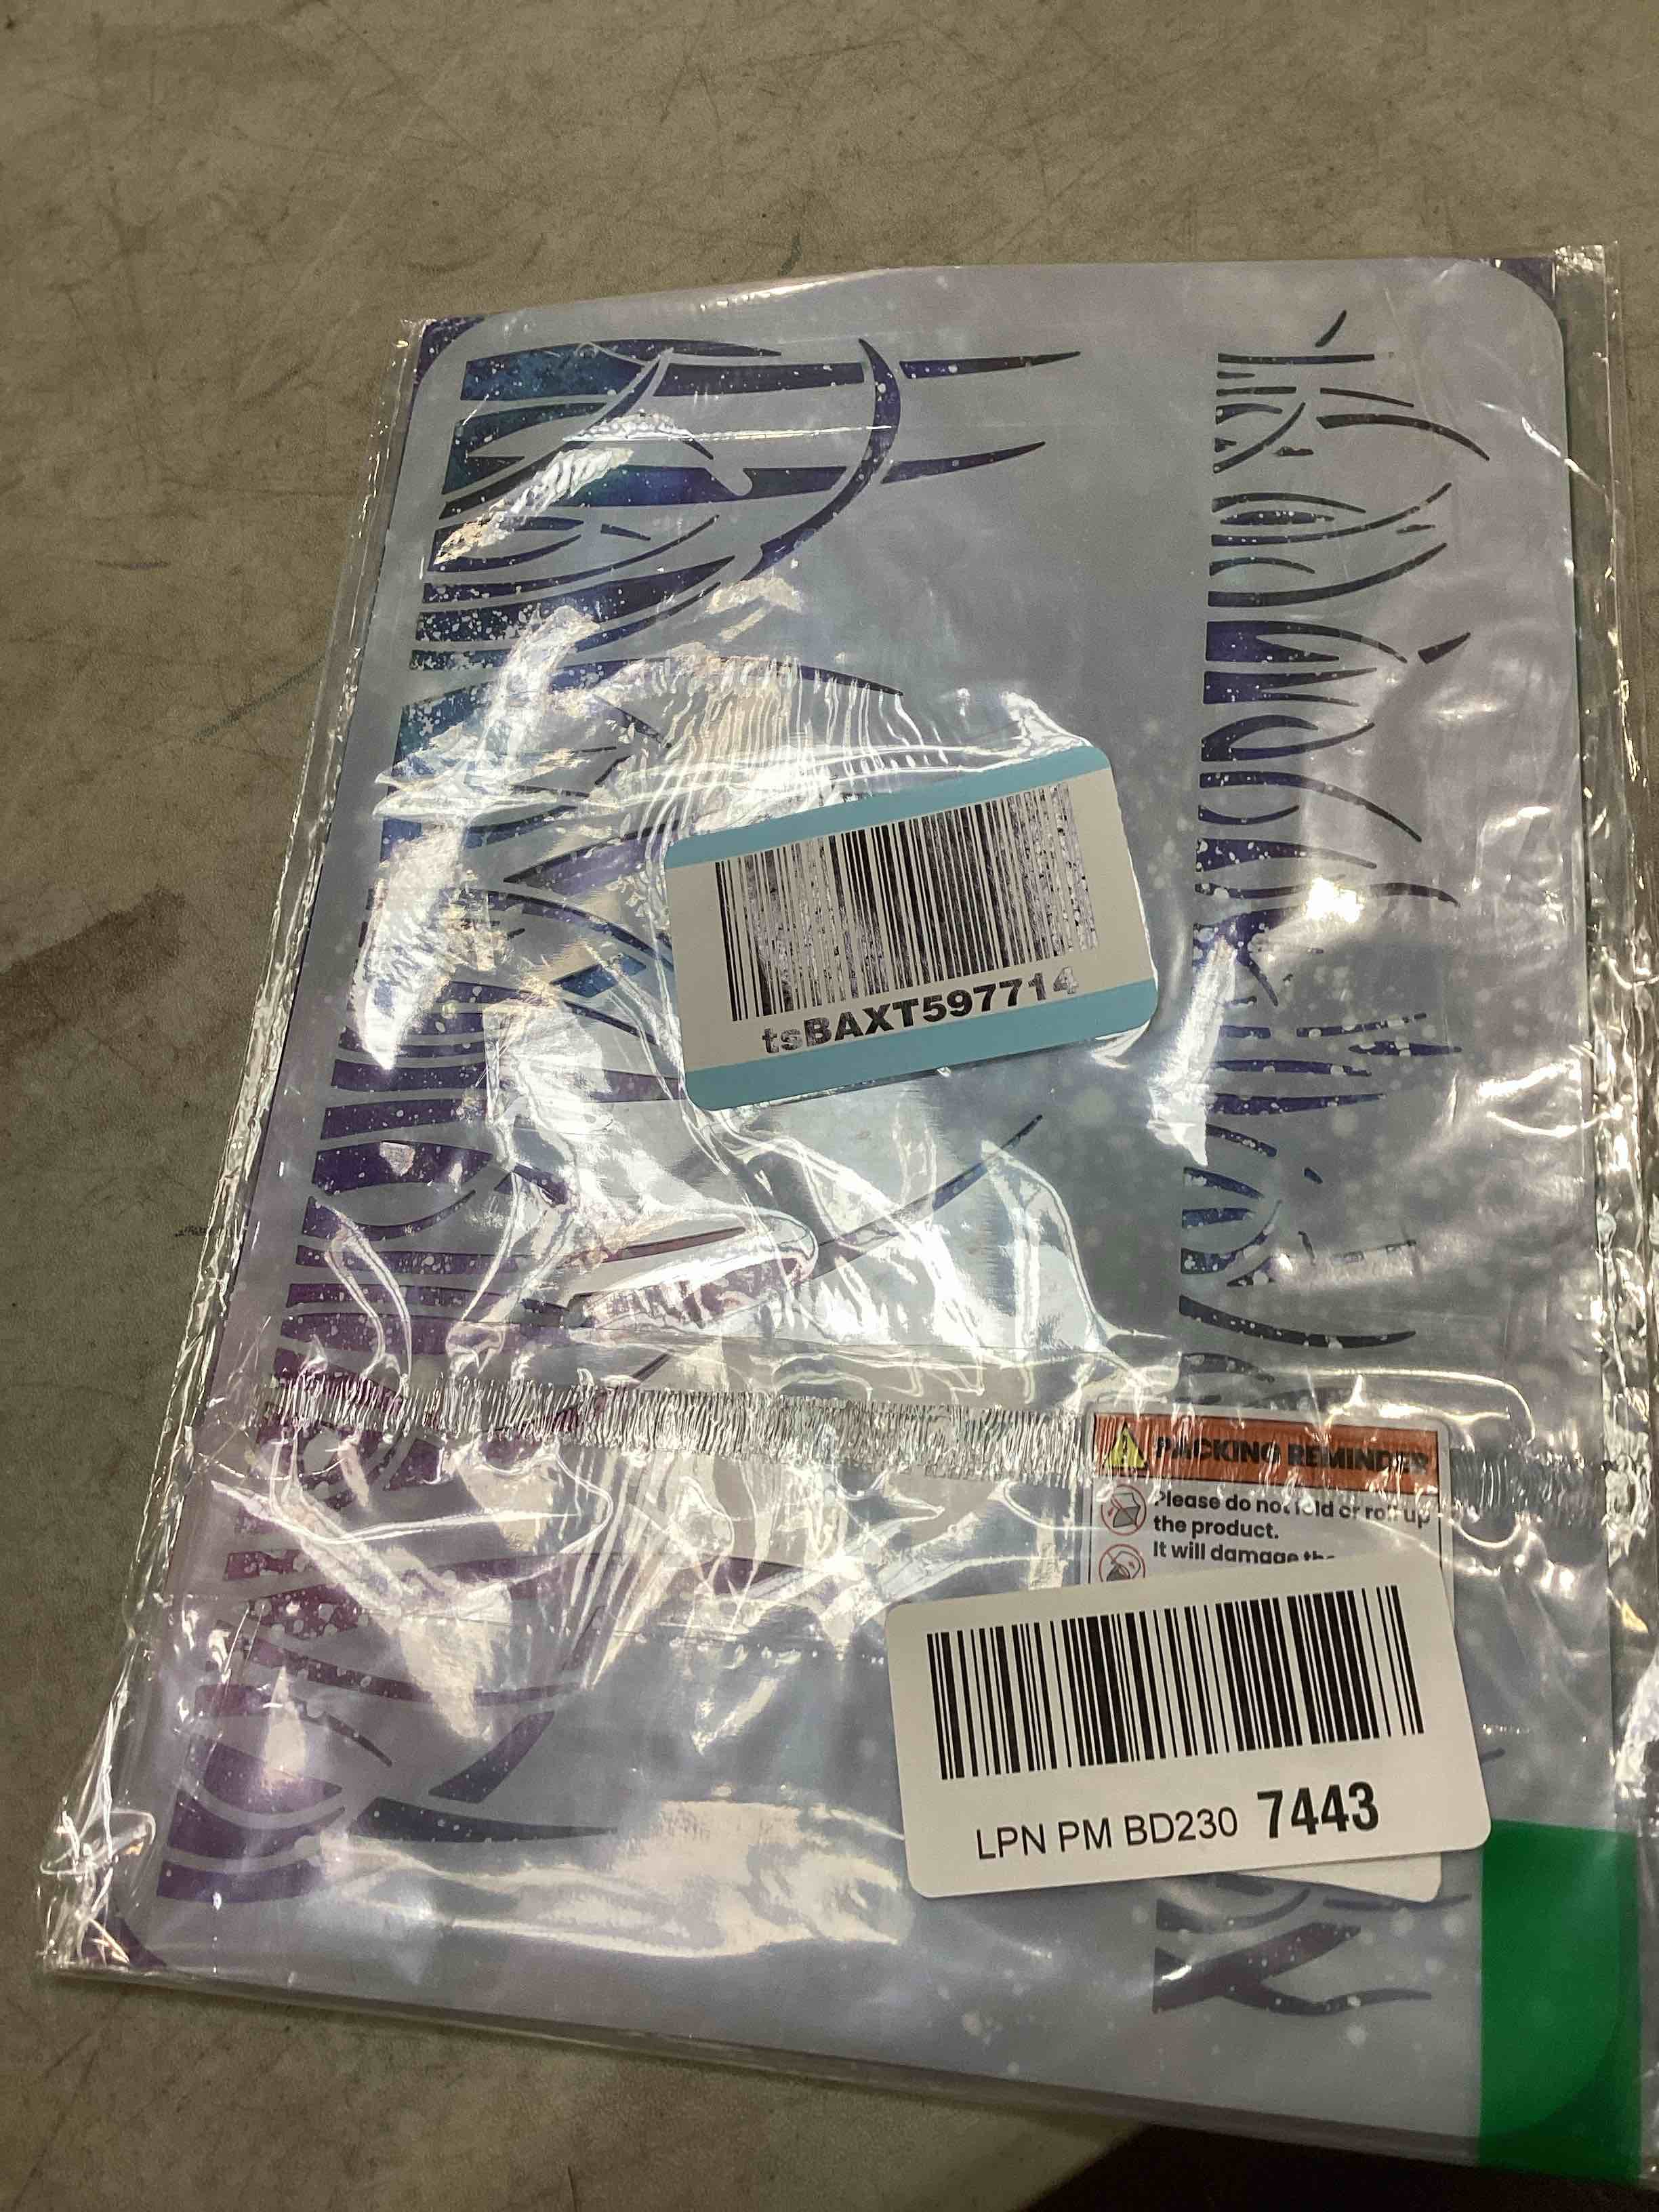 tsBAXT597714
PACKING REMINDER
Please do not fold or roll up
the product.
It will damage the
LPN PM BD230 7443